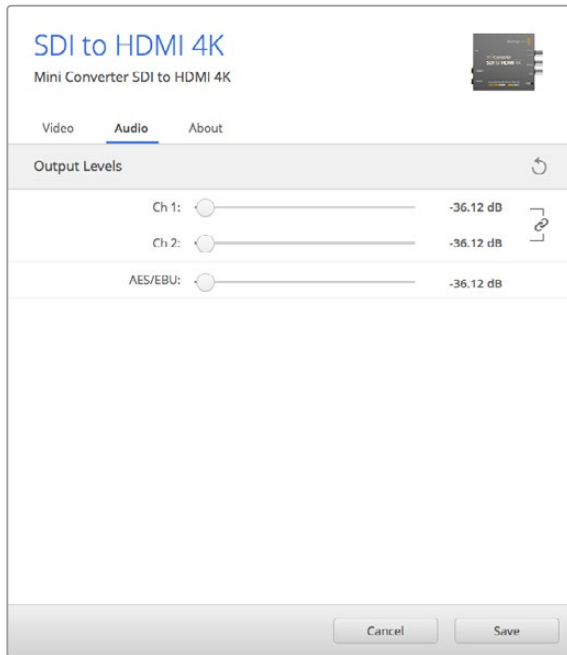 SDI to HDMI 4K
Mini Converter SDI to HDMI 4K
Video Audio About
Output Levels
Ch 1: -36.12 dB
Ch 2: -36.12 dB
AES/EBU: -36.12 dB
Cancel Save